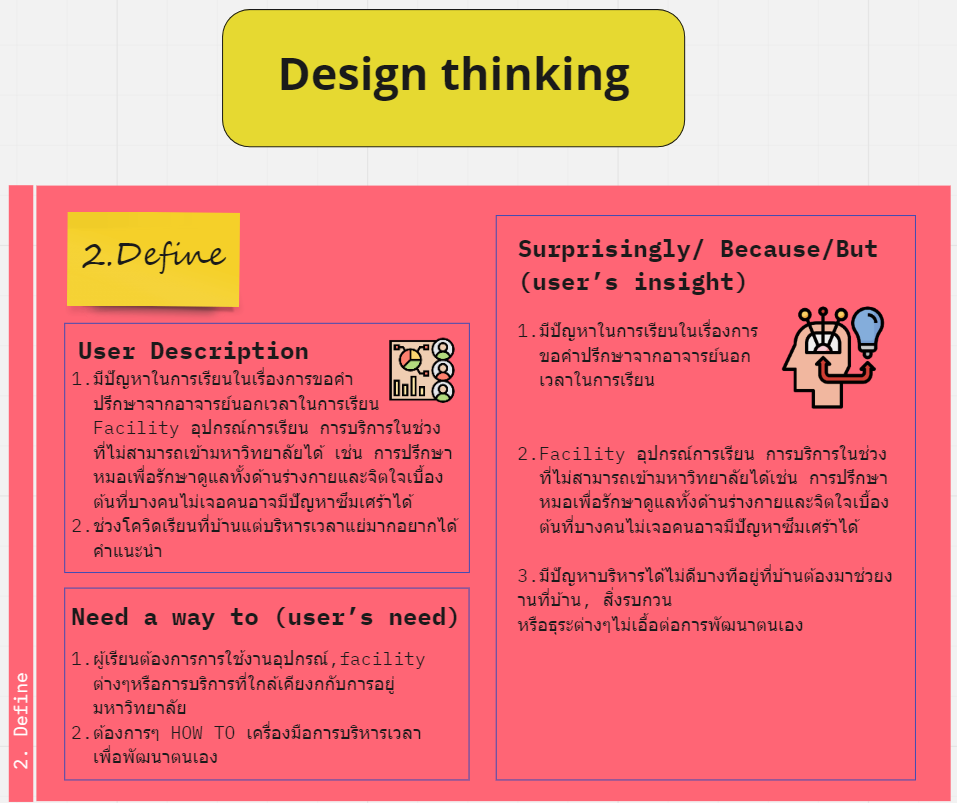 Design thinking
2.Define
User Description
1.มีปัญหาในการเรียนในเรื่องการขอคำ
ปรึกษาจากอาจารย์นอกเวลาในการเรียน
Facility อุปกรณ์การเรียน การบริการในช่วง
ที่ไม่สามารถเข้ามหาวิทยาลัยได้ เช่น การปรึกษา
หมอเพื่อรักษาดูแลทั้งด้านร่างกายและจิตใจเบื้อง
ต้นที่บางคนไม่เจอคนอาจมีปัญหาซึมเศร้าได้
2.ช่วงโควิดเรียนที่บ้านแต่บริหารเวลาแย่มากอยากได้
คำแนะนำ
Need a way to (user’s need)
1.ผู้เรียนต้องการการใช้งานอุปกรณ์,facility
ต่างๆหรือการบริการที่ใกล้เคียงกกับการอยู่
มหาวิทยาลัย
2.ต้องการๆ HOW TO เครื่องมือการบริหารเวลา
เพื่อพัฒนาตนเอง
Surprisingly/ Because/But
(user’s insight)
1.มีปัญหาในการเรียนในเรื่องการ
ขอคำปรึกษาจากอาจารย์นอก
เวลาในการเรียน
2.Facility อุปกรณ์การเรียน การบริการในช่วง
ที่ไม่สามารถเข้ามหาวิทยาลัยได้เช่น การปรึกษา
หมอเพื่อรักษาดูแลทั้งด้านร่างกายและจิตใจเบื้อง
ต้นที่บางคนไม่เจอคนอาจมีปัญหาซึมเศร้าได้
3.มีปัญหาบริหารได้ไม่ดีบางทีอยู่ที่บ้านต้องมาช่วยง
านที่บ้าน, สิ่งรบกวน
หรือธุระต่างๆไม่เอื้อต่อการพัฒนาตนเอง
2. Define